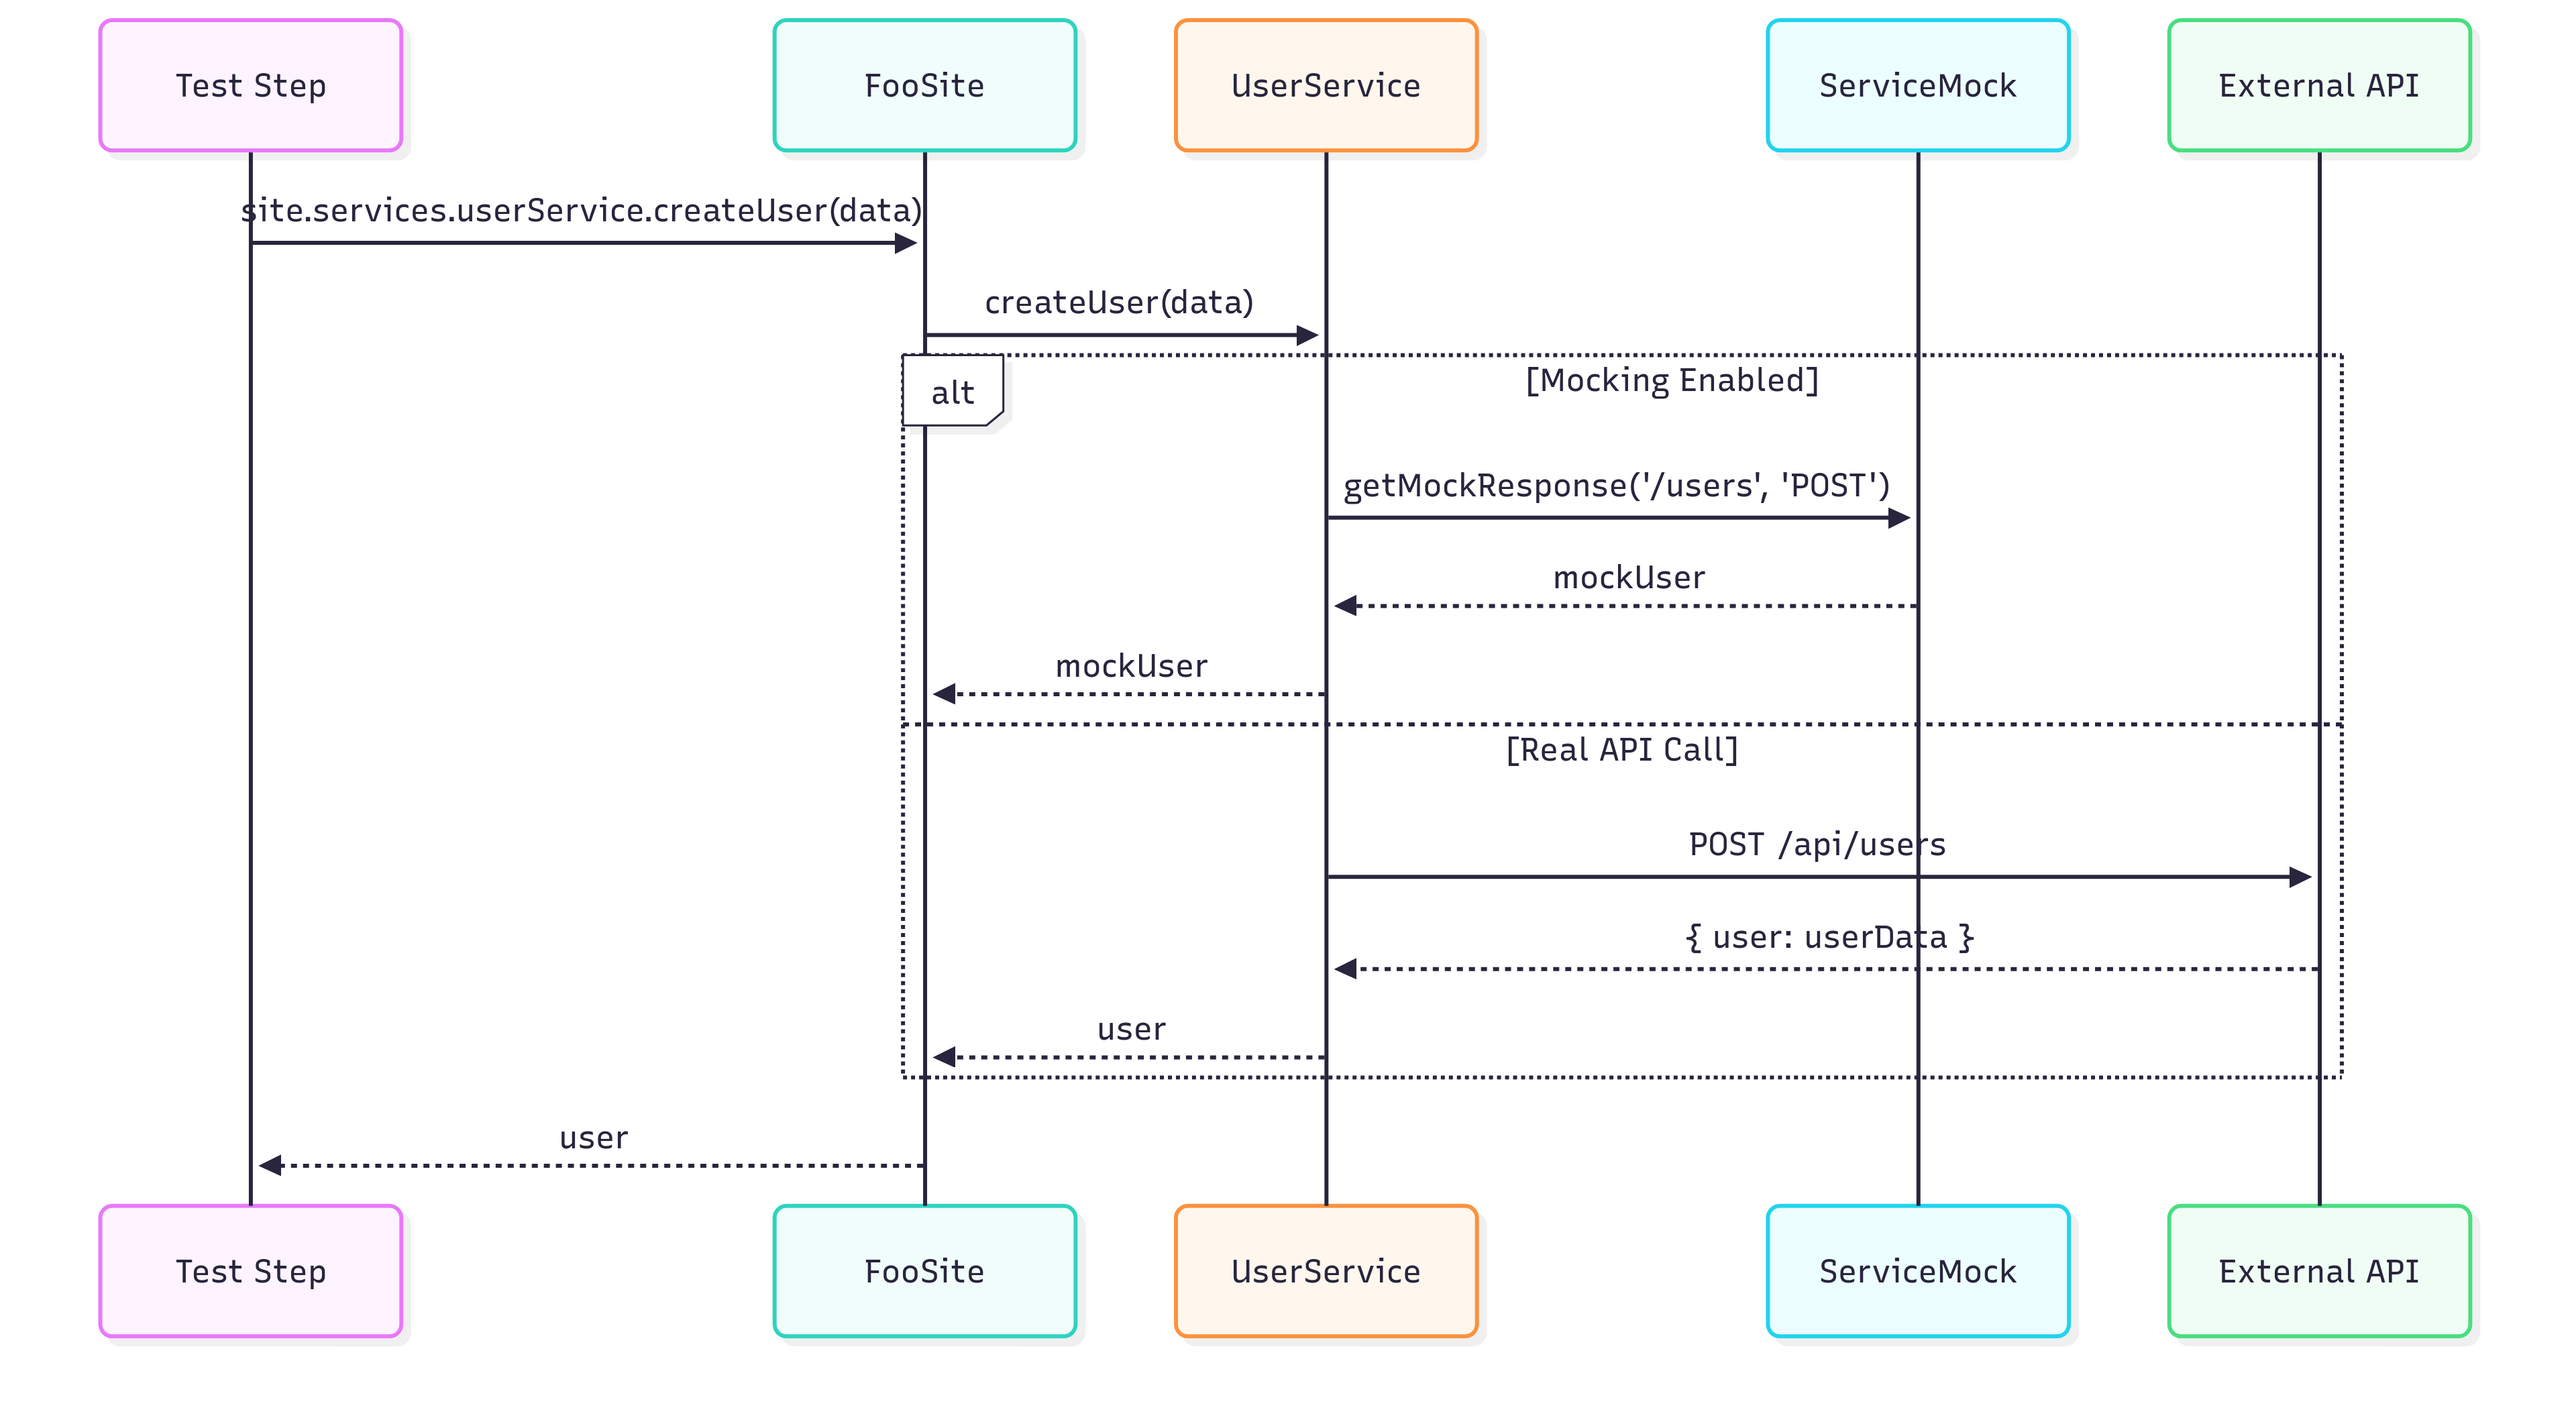 Test Step
FooSite
UserService
ServiceMock
External API
site.services.userService.createUser(data)
createUser(data)
alt
[Mocking Enabled]
getMockResponse('/users', 'POST')
mockUser
mockUser
[Real API Call]
POST /api/users
{ user: userData }
user
user
Test Step
FooSite
UserService
ServiceMock
External API